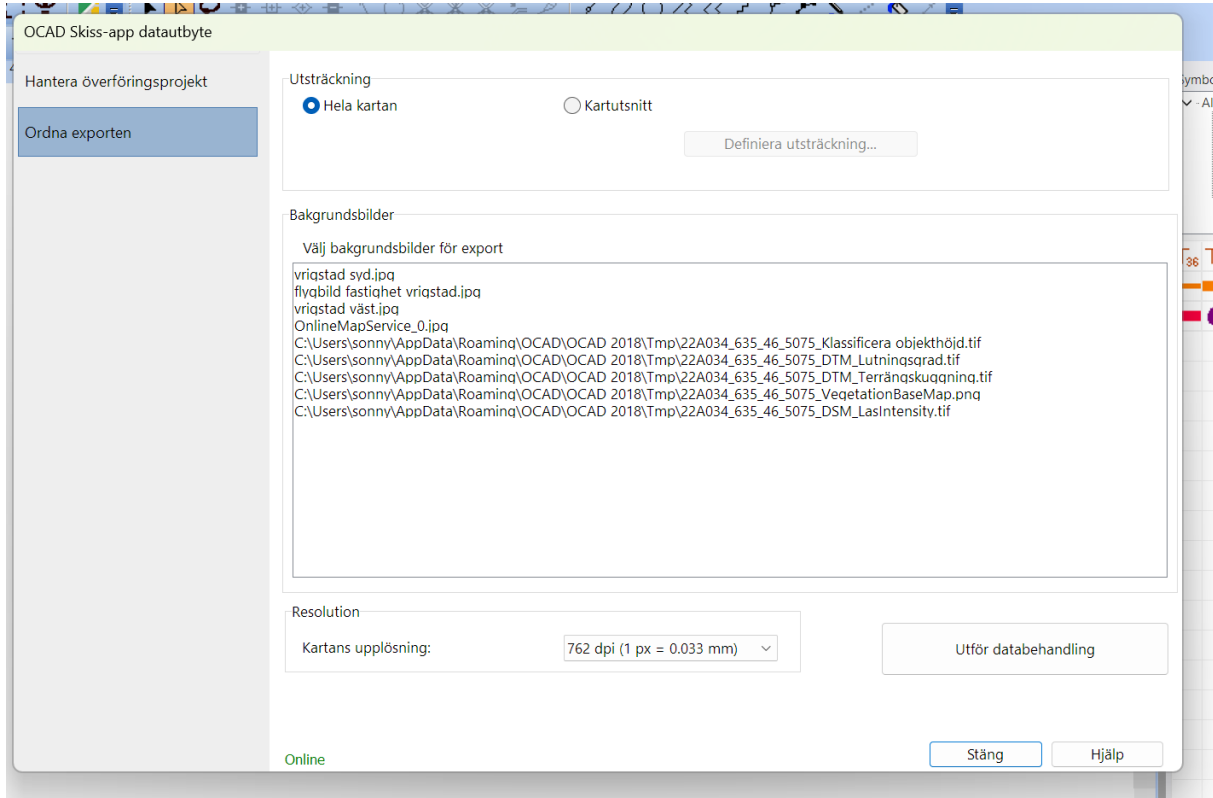 OCAD Skiss-app datautbyte
Hantera överföringsprojekt
Ordna exporten
Utsträckning
Hela kartan
Kartutsnitt
Definiera utsträckning...
Bakgrundsbilder
Välj bakgrundsbilder för export
vrigstad syd.jpg
flygbild fastighet vrigstad.jpg
vrigstad väst.jpg
OnlineMapService_0.jpg
C:\Users\sonny\AppData\Roaming\OCAD\OCAD 2018\Tmp\22A034_635_46_5075_Klassificera objekthöjd.tif
C:\Users\sonny\AppData\Roaming\OCAD\OCAD 2018\Tmp\22A034_635_46_5075_DTM_Lutningsgrad.tif
C:\Users\sonny\AppData\Roaming\OCAD\OCAD 2018\Tmp\22A034_635_46_5075_DTM_Terrängskuggning.tif
C:\Users\sonny\AppData\Roaming\OCAD\OCAD 2018\Tmp\22A034_635_46_5075_VegetationBaseMap.png
C:\Users\sonny\AppData\Roaming\OCAD\OCAD 2018\Tmp\22A034_635_46_5075_DSM_LasIntensity.tif
Resolution
Kartans upplösning:
762 dpi (1 px = 0.033 mm)
Utför databehandling
Online
Stäng
Hjälp
36